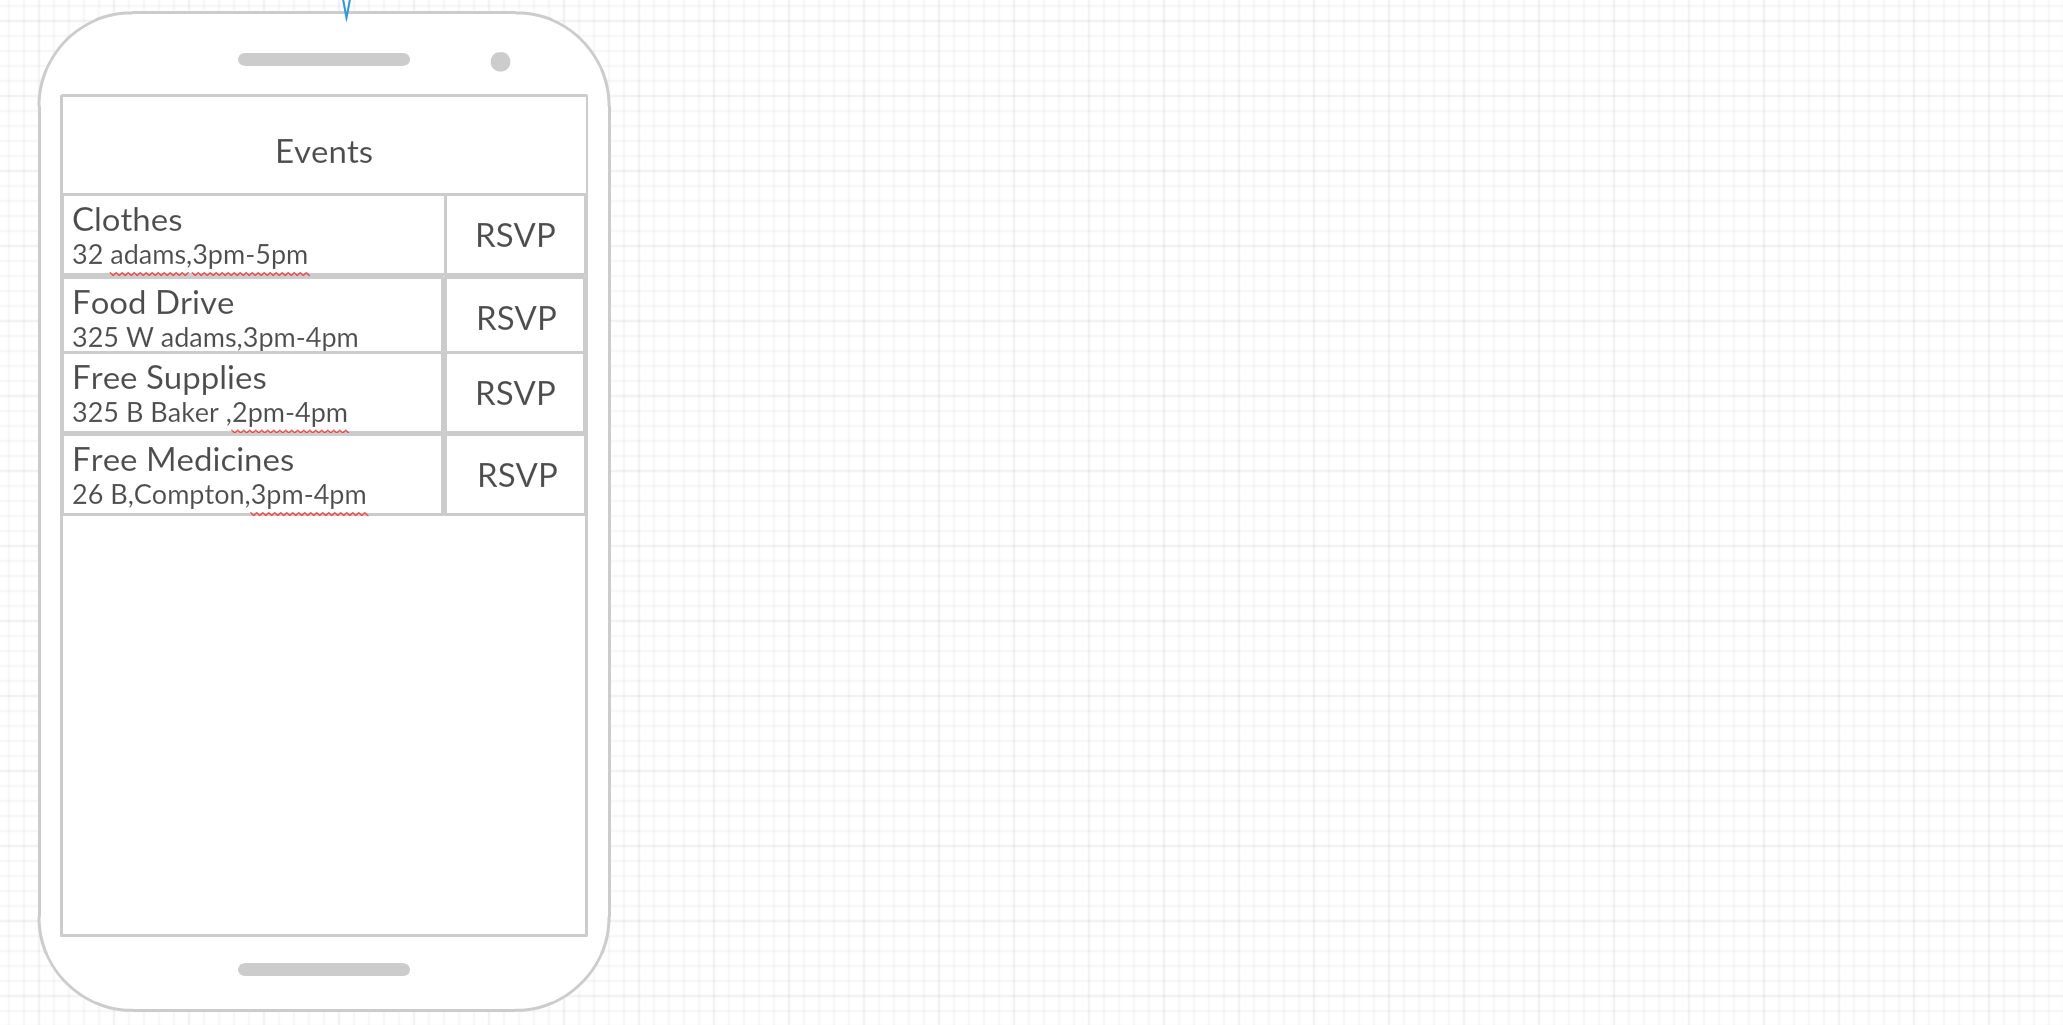 Events
Clothes
32 adams,3pm-5pm
RSVP
Food Drive
325 W adams,3pm-4pm
RSVP
Free Supplies
325 B Baker ,2pm-4pm
RSVP
Free Medicines
26 B,Compton,3pm-4pm
RSVP